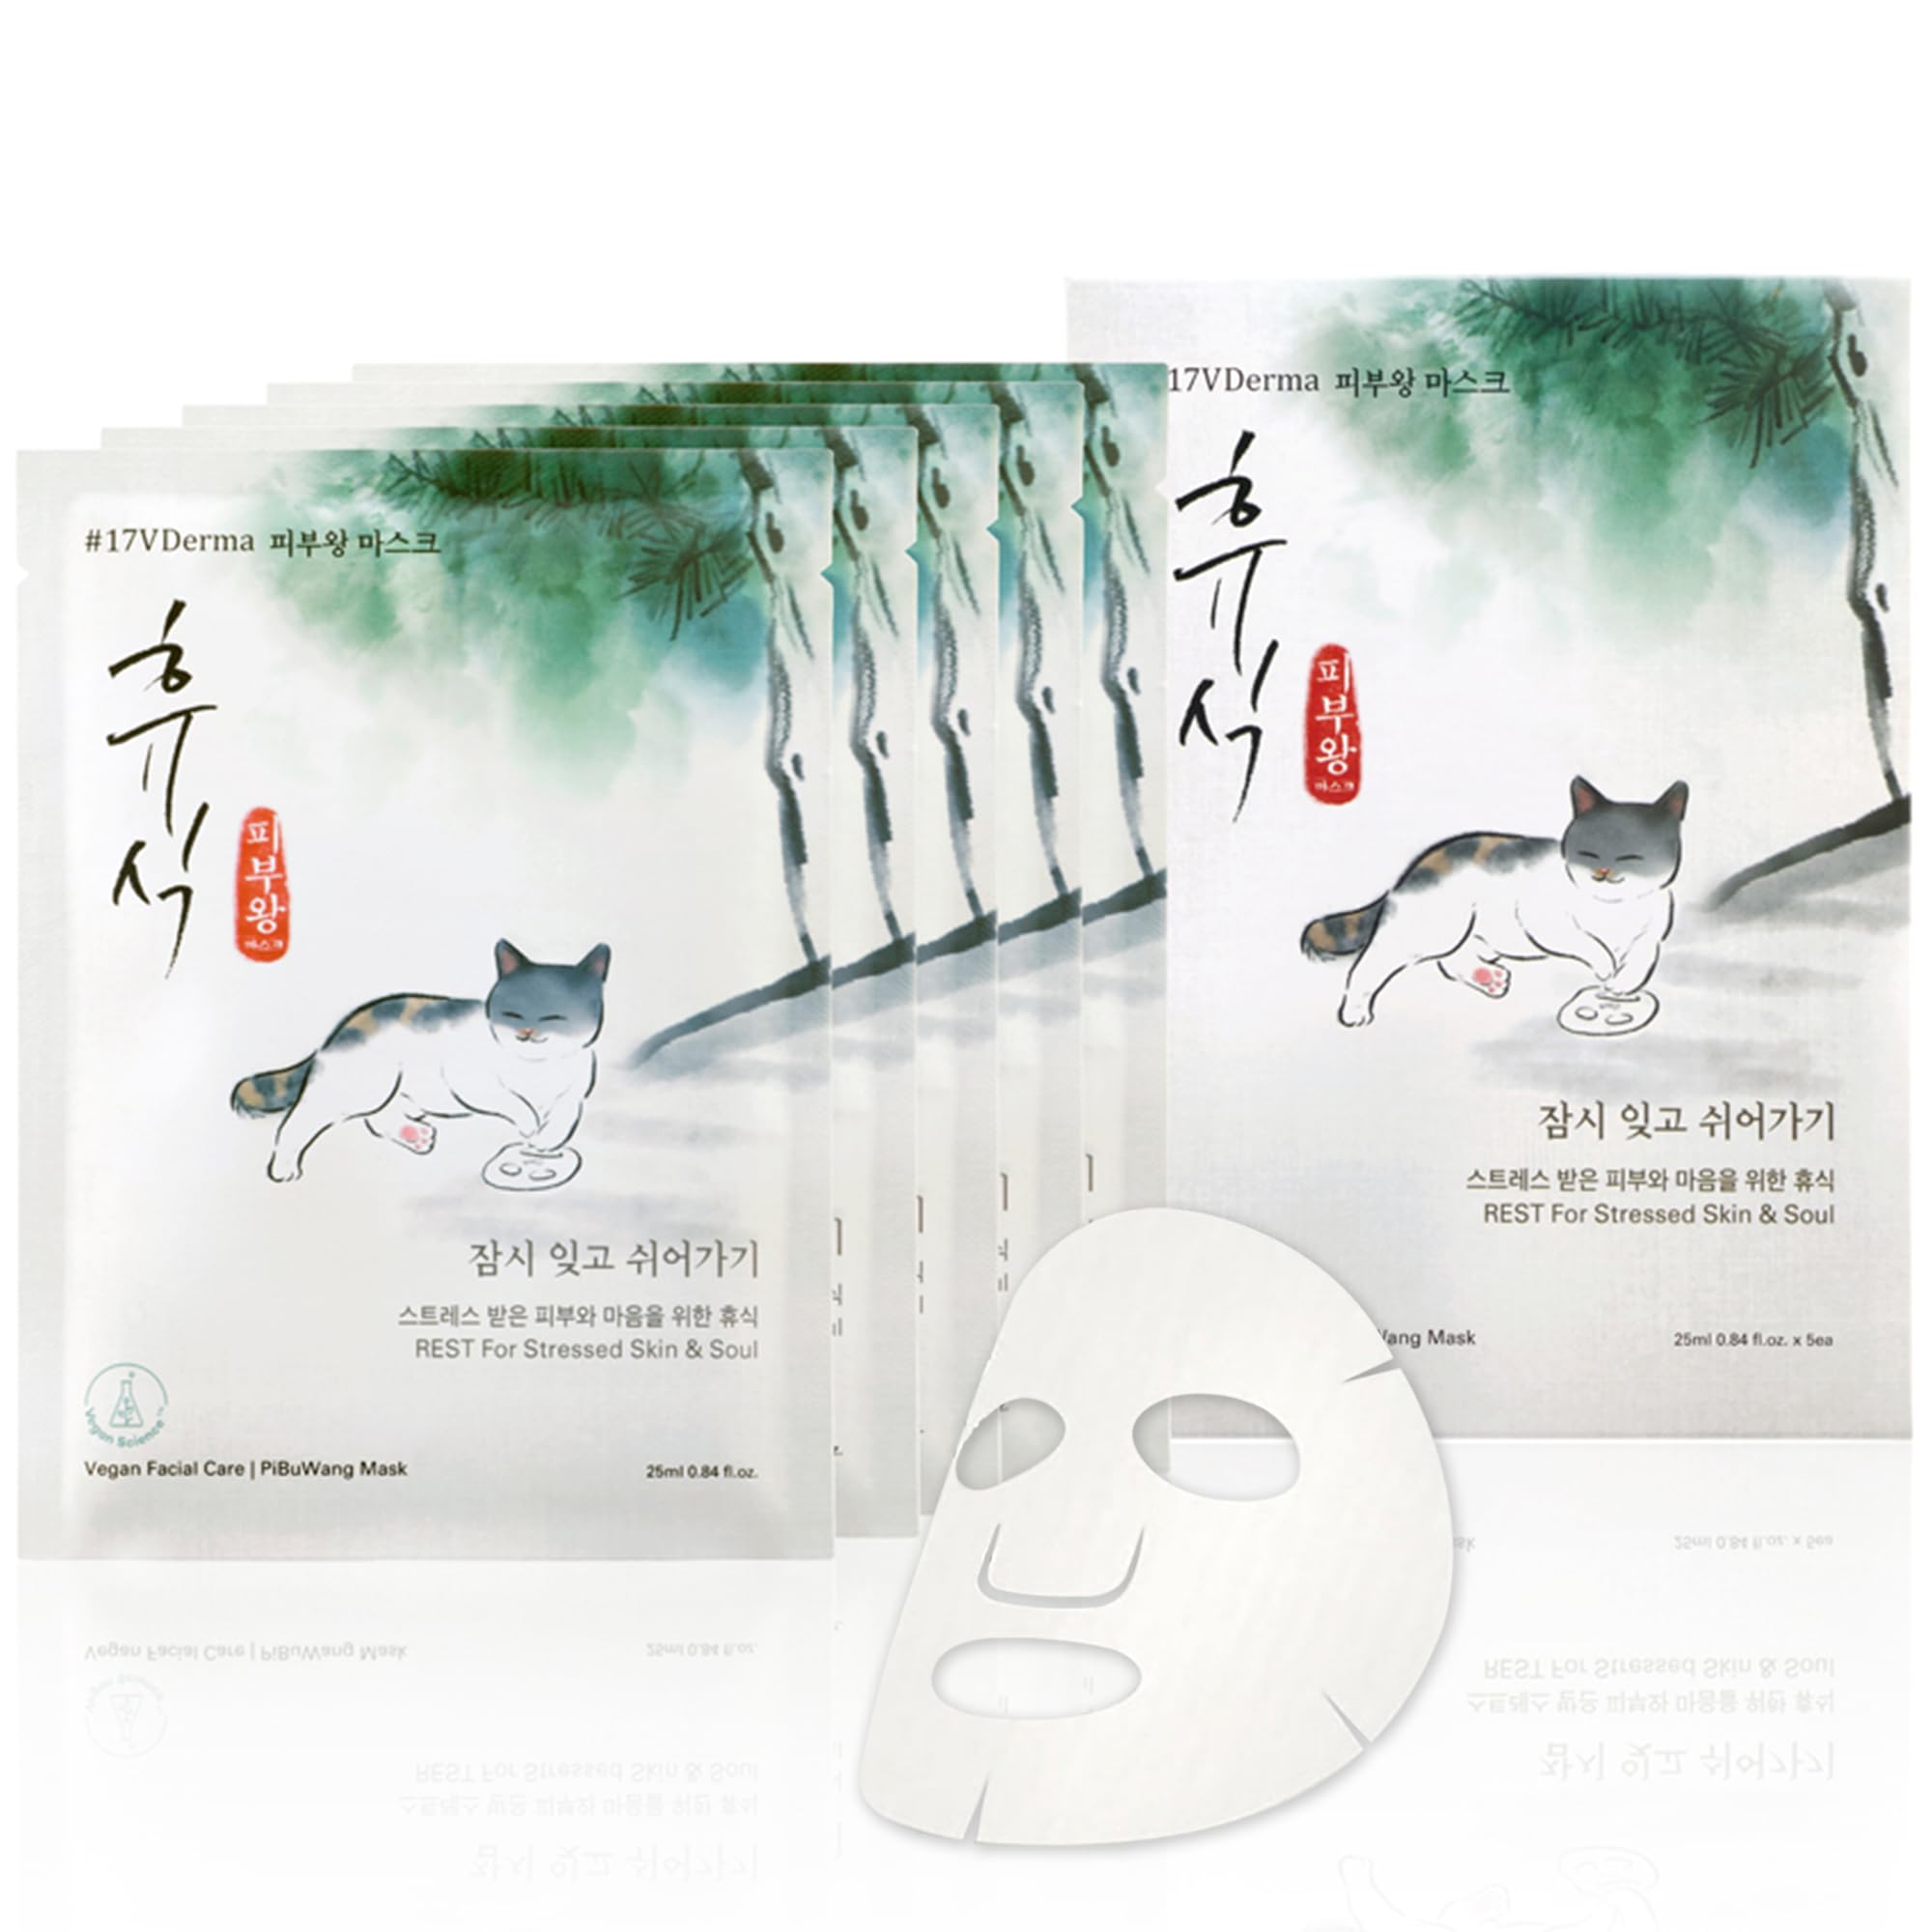 #17VDerma 피부왕 마스크
휴식
피부왕
마스크
잠시 잊고 쉬어가기
스트레스 받은 피부와 마음을 위한 휴식
REST For Stressed Skin & Soul
Vegan Science
Vegan Facial Care | PiBuWang Mask
25ml 0.84 fl.oz.
17VDerma 피부왕 마스크
휴식
피부왕
마스크
잠시 잊고 쉬어가기
스트레스 받은 피부와 마음을 위한 휴식
REST For Stressed Skin & Soul
Wang Mask
25ml 0.84 fl.oz. x 5ea